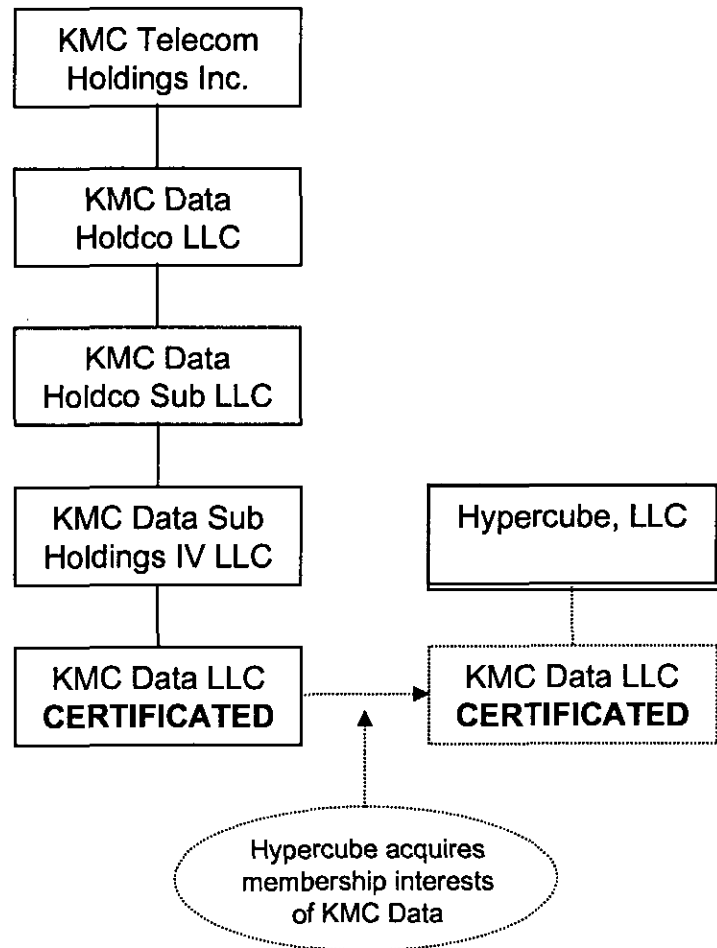 KMC Telecom
Holdings Inc.
KMC Data
Holdco LLC
KMC Data
Holdco Sub LLC
KMC Data Sub
Holdings IV LLC
Hypercube, LLC
KMC Data LLC
CERTIFICATED
KMC Data LLC
CERTIFICATED
Hypercube acquires
membership interests
of KMC Data